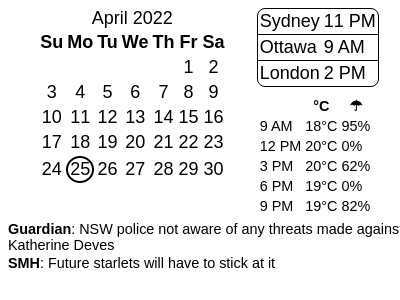 April 2022
Su Mo Tu We Th Fr Sa
1 2
3 4 5 6 7 8 9
10 11 12 13 14 15 16
17 18 19 20 21 22 23
24 25 26 27 28 29 30
Sydney 11 PM
Ottawa 9 AM
London 2 PM
°C ☂
9 AM 18°C 95%
12 PM 20°C 0%
3 PM 20°C 62%
6 PM 19°C 0%
9 PM 19°C 82%
Guardian: NSW police not aware of any threats made against
Katherine Deves
SMH: Future starlets will have to stick at it